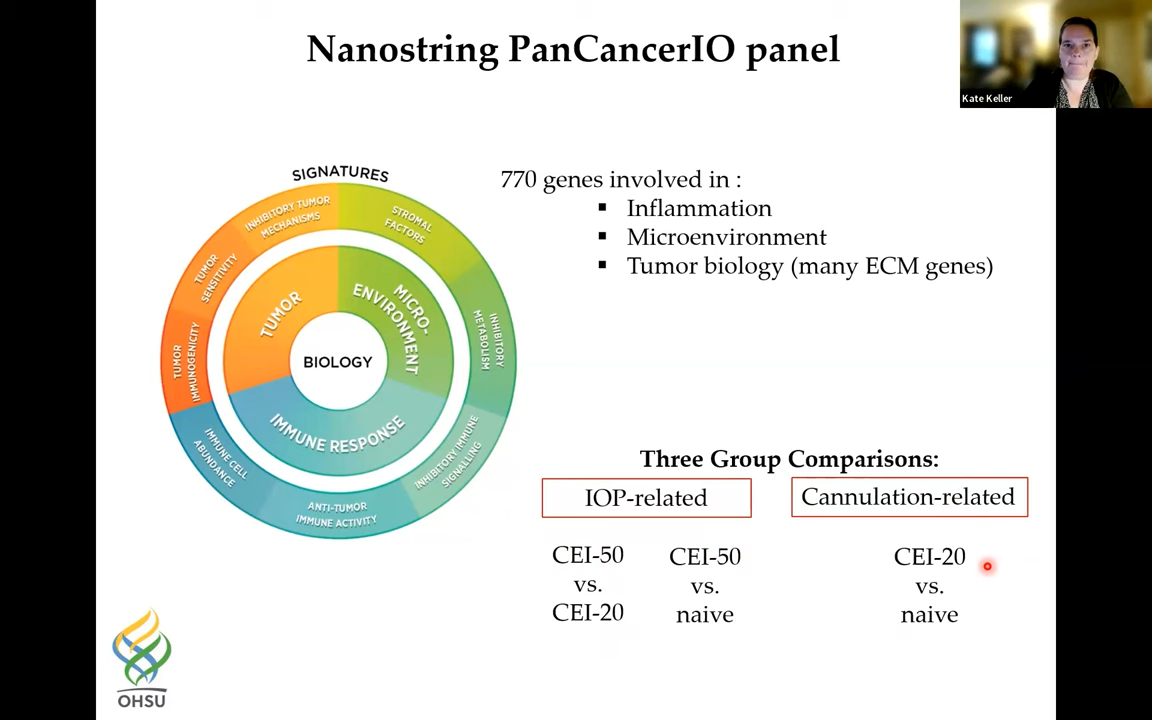 Nanostring PanCancerIO panel
Kate Keller
SIGNATURES
INHIBITORY TUMOR
MECHANISMS
STROMAL
FACTORS
TUMOR
SENSITIVITY
INHIBITORY
METABOLISM
TUMOR
IMMUNOGENICITY
INHIBITORY IMMUNE
SIGNALLING
IMMUNE CELL
ABUNDANCE
ANTI-TUMOR
IMMUNE ACTIVITY
TUMOR
MICRO-
ENVIRONMENT
IMMUNE RESPONSE
BIOLOGY
770 genes involved in :
▪ Inflammation
▪ Microenvironment
▪ Tumor biology (many ECM genes)
Three Group Comparisons:
IOP-related
CEI-50
vs.
CEI-20
CEI-50
vs.
naive
Cannulation-related
CEI-20
vs.
naive
OHSU